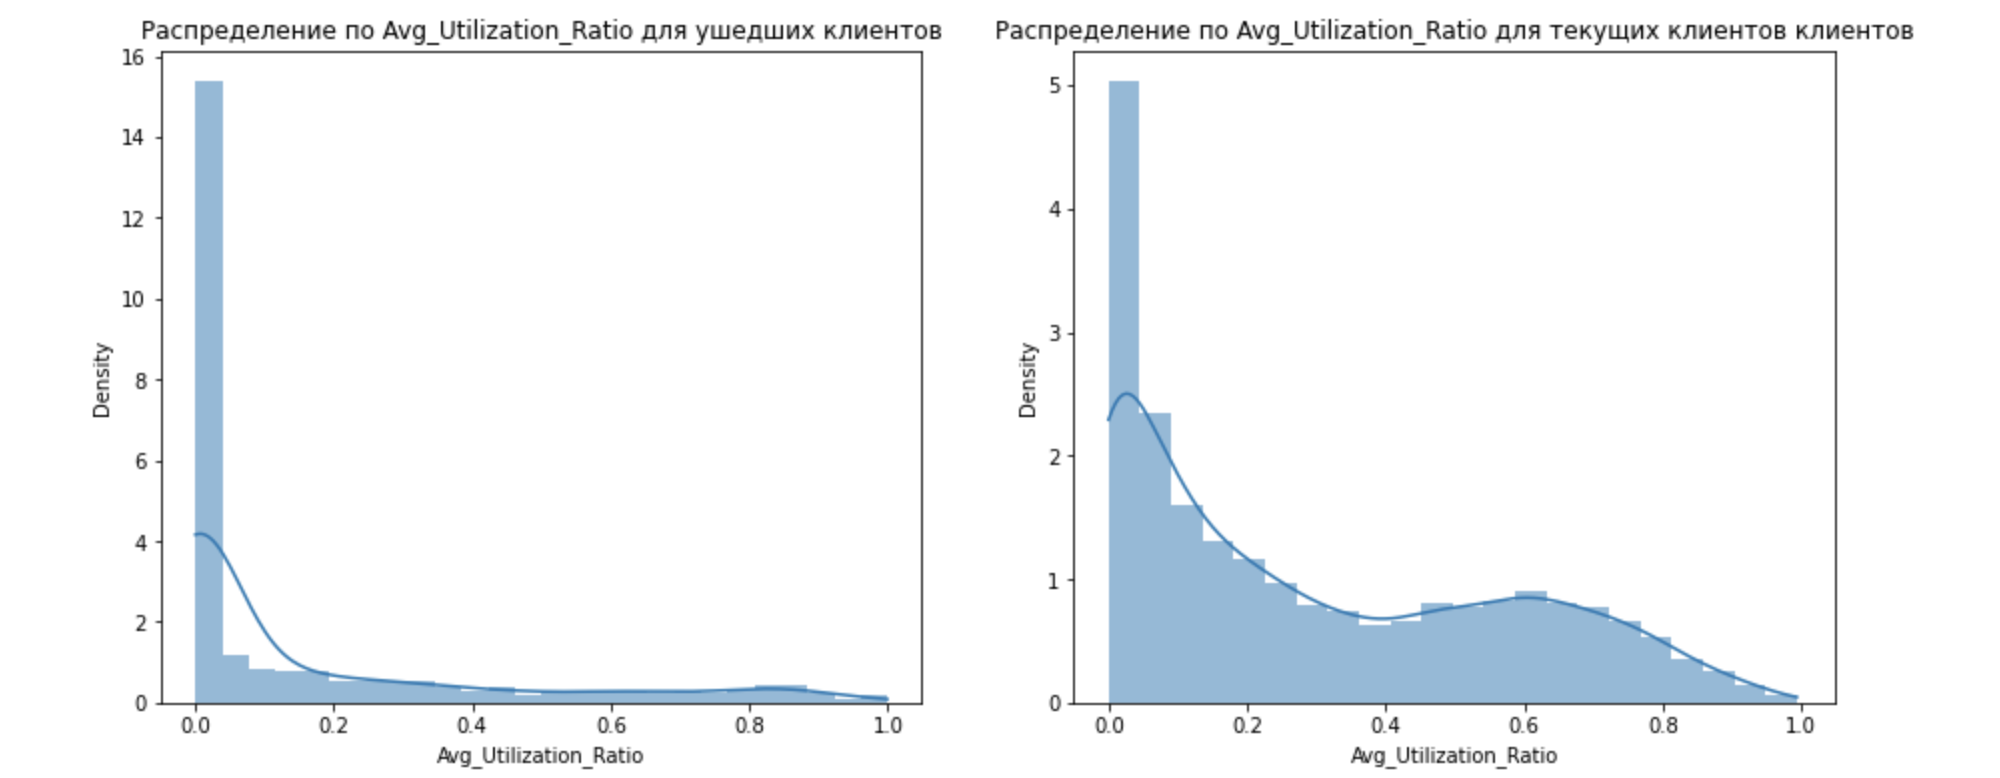 Распределение по Avg_Utilization_Ratio для ушедших клиентов
16
14
12
10
8
6
4
2
0
Density
0.0 0.2 0.4 0.6 0.8 1.0
Avg_Utilization_Ratio
Распределение по Avg_Utilization_Ratio для текущих клиентов клиентов
5
4
3
2
1
0
Density
0.0 0.2 0.4 0.6 0.8 1.0
Avg_Utilization_Ratio